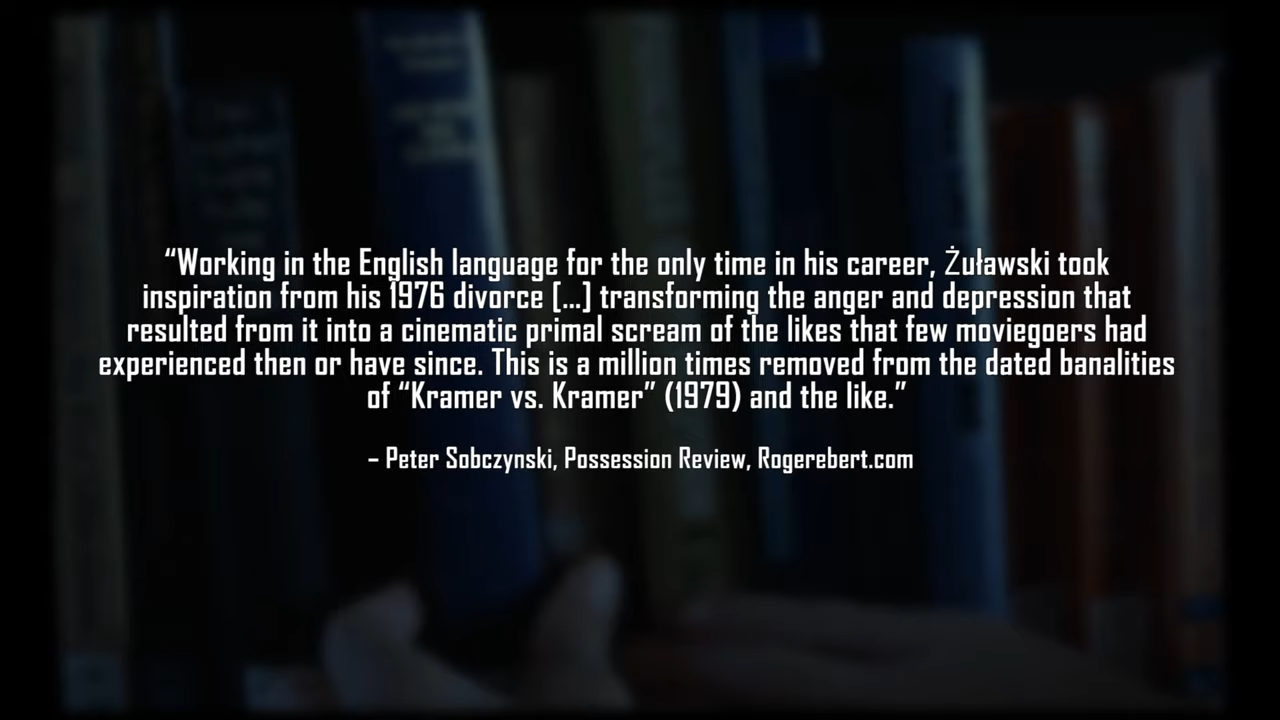 “Working in the English language for the only time in his career, Żuławski took
inspiration from his 1976 divorce [...] transforming the anger and depression that
resulted from it into a cinematic primal scream of the likes that few moviegoers had
experienced then or have since. This is a million times removed from the dated banalities
of “Kramer vs. Kramer” (1979) and the like.”
– Peter Sobczynski, Possession Review, Rogerebert.com